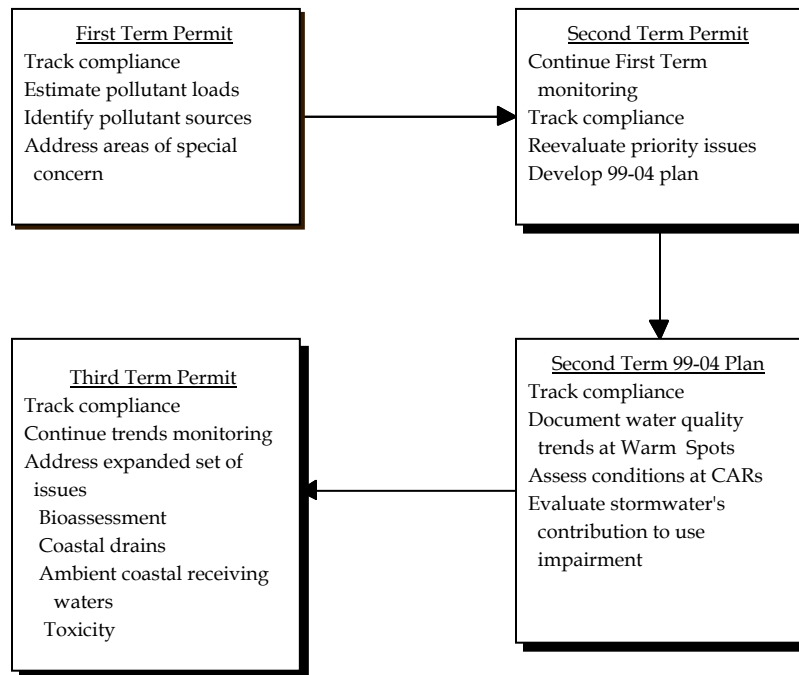 First Term Permit
Track compliance
Estimate pollutant loads
Identify pollutant sources
Address areas of special
concern
Second Term Permit
Continue First Term
monitoring
Track compliance
Reevaluate priority issues
Develop 99-04 plan
Second Term 99-04 Plan
Track compliance
Document water quality
trends at Warm Spots
Assess conditions at CARs
Evaluate stormwater's
contribution to use
impairment
Third Term Permit
Track compliance
Continue trends monitoring
Address expanded set of
issues
Bioassessment
Coastal drains
Ambient coastal receiving
waters
Toxicity